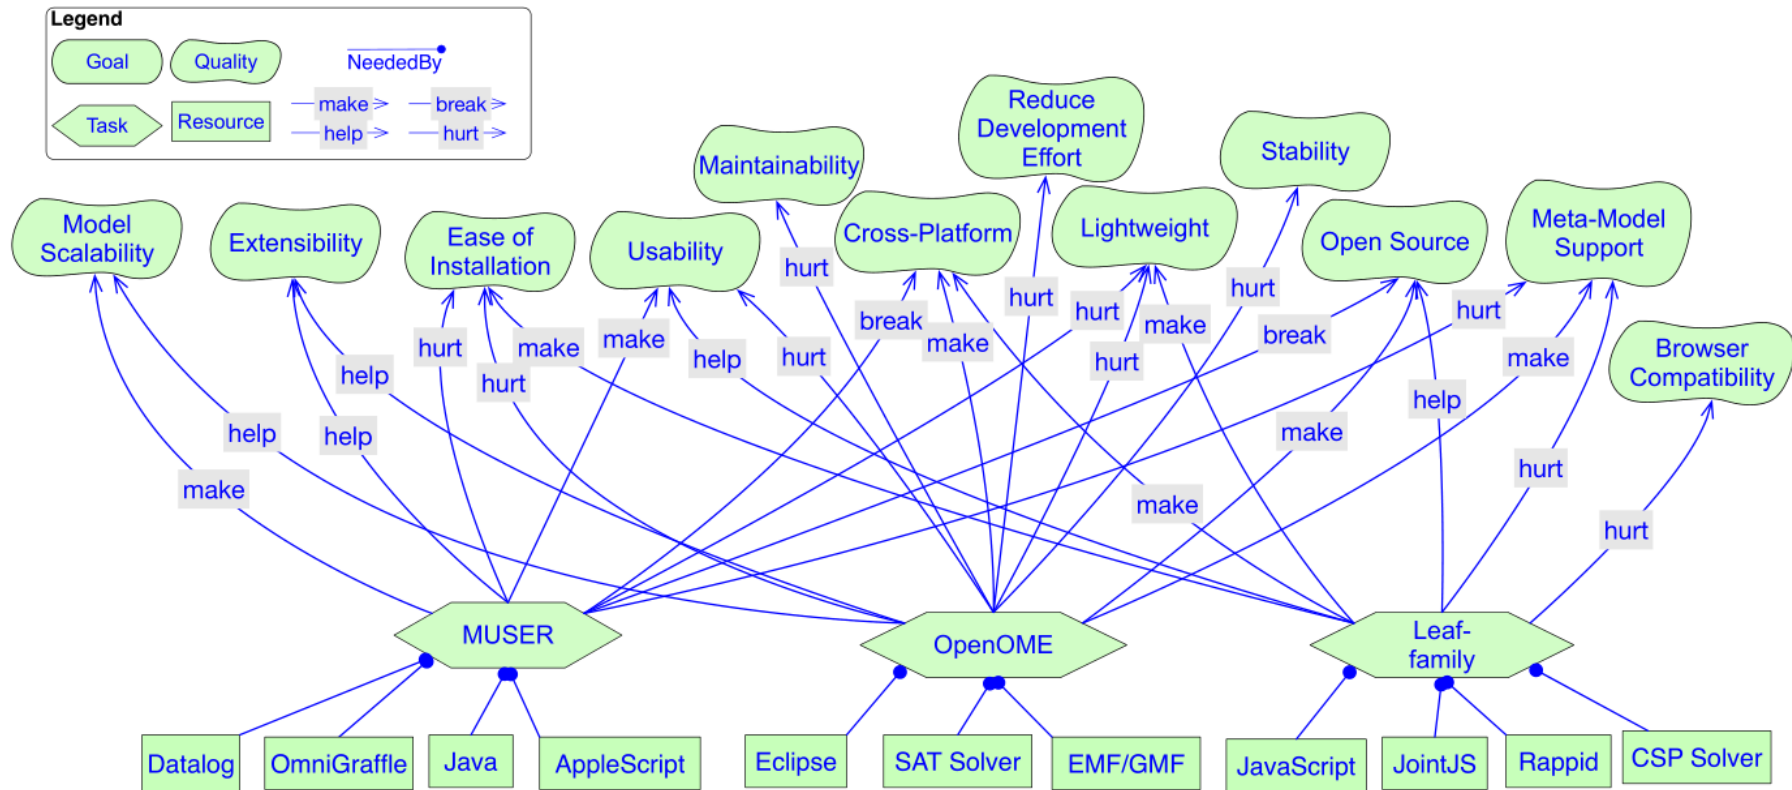 Legend
Goal
Quality
NeededBy
make
break
Task
Resource
help
hurt
Reduce
Development
Effort
Maintainability
Stability
Model
Scalability
Extensibility
Ease of
Installation
Usability
Cross-Platform
Lightweight
Open Source
Meta-Model
Support
Browser
Compatibility
hurt
hurt
hurt
break
hurt
make
hurt
make
make
hurt
make
break
help
hurt
hurt
make
help
hurt
help
help
help
make
hurt
make
make
hurt
MUSER
OpenOME
Leaf-
family
Datalog
OmniGraffle
Java
AppleScript
Eclipse
SAT Solver
EMF/GMF
JavaScript
JointJS
Rappid
CSP Solver